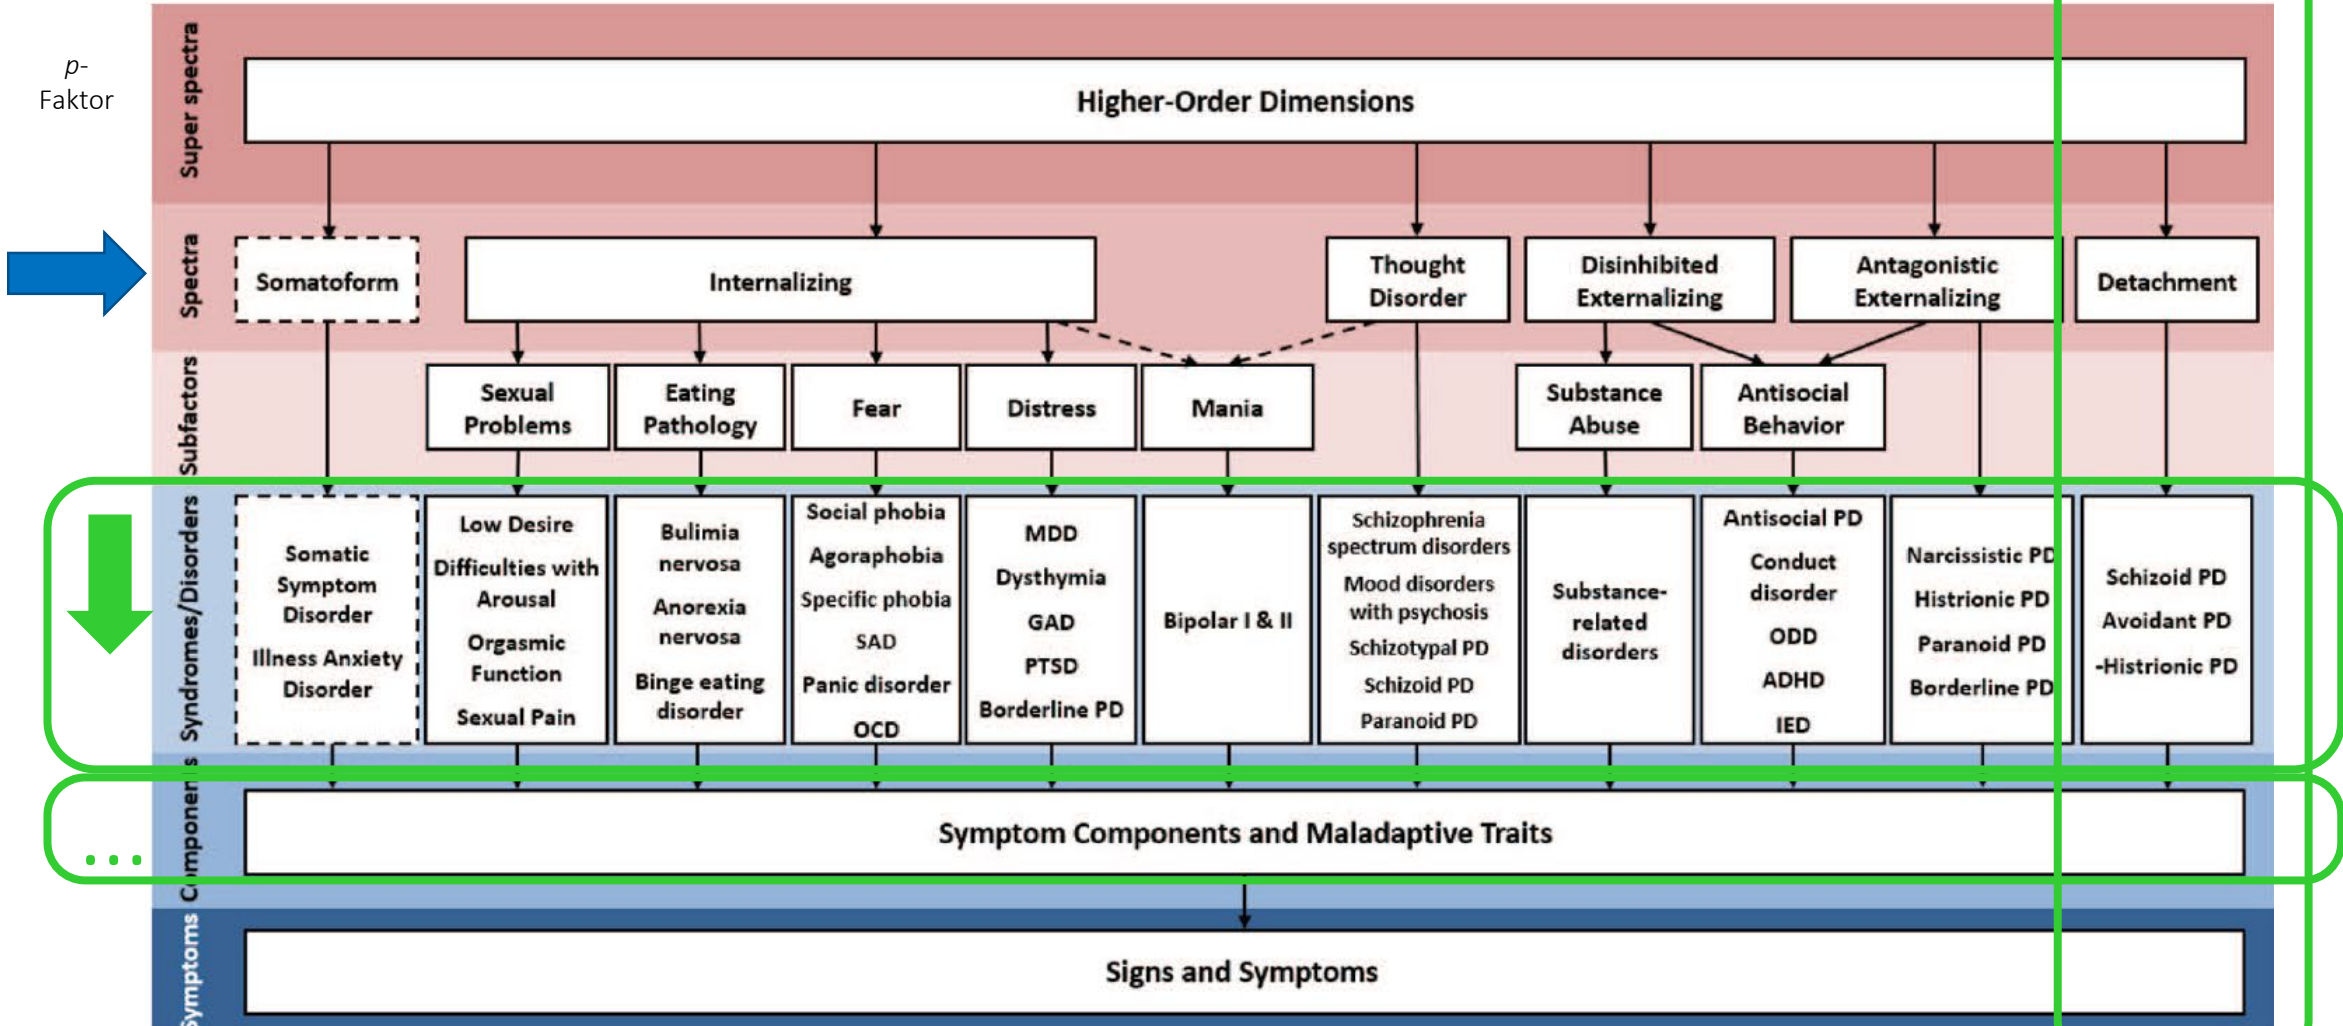 p-
Faktor
Super spectra
Higher-Order Dimensions
Spectra
Somatoform
Internalizing
Thought
Disorder
Disinhibited
Externalizing
Antagonistic
Externalizing
Detachment
Subfactors
Sexual
Problems
Eating
Pathology
Fear
Distress
Mania
Substance
Abuse
Antisocial
Behavior
Syndromes/Disorders
Somatic
Symptom
Disorder
Illness Anxiety
Disorder
Low Desire
Difficulties with
Arousal
Orgasmic
Function
Sexual Pain
Bulimia
nervosa
Anorexia
nervosa
Binge eating
disorder
Social phobia
Agoraphobia
Specific phobia
SAD
Panic disorder
OCD
MDD
Dysthymia
GAD
PTSD
Borderline PD
Bipolar I & II
Schizophrenia
spectrum disorders
Mood disorders
with psychosis
Schizotypal PD
Schizoid PD
Paranoid PD
Substance-
related
disorders
Antisocial PD
Conduct
disorder
ODD
ADHD
IED
Narcissistic PD
Histrionic PD
Paranoid PD
Borderline PD
Schizoid PD
Avoidant PD
-Histrionic PD
Components
...
Symptom Components and Maladaptive Traits
Symptoms
Signs and Symptoms